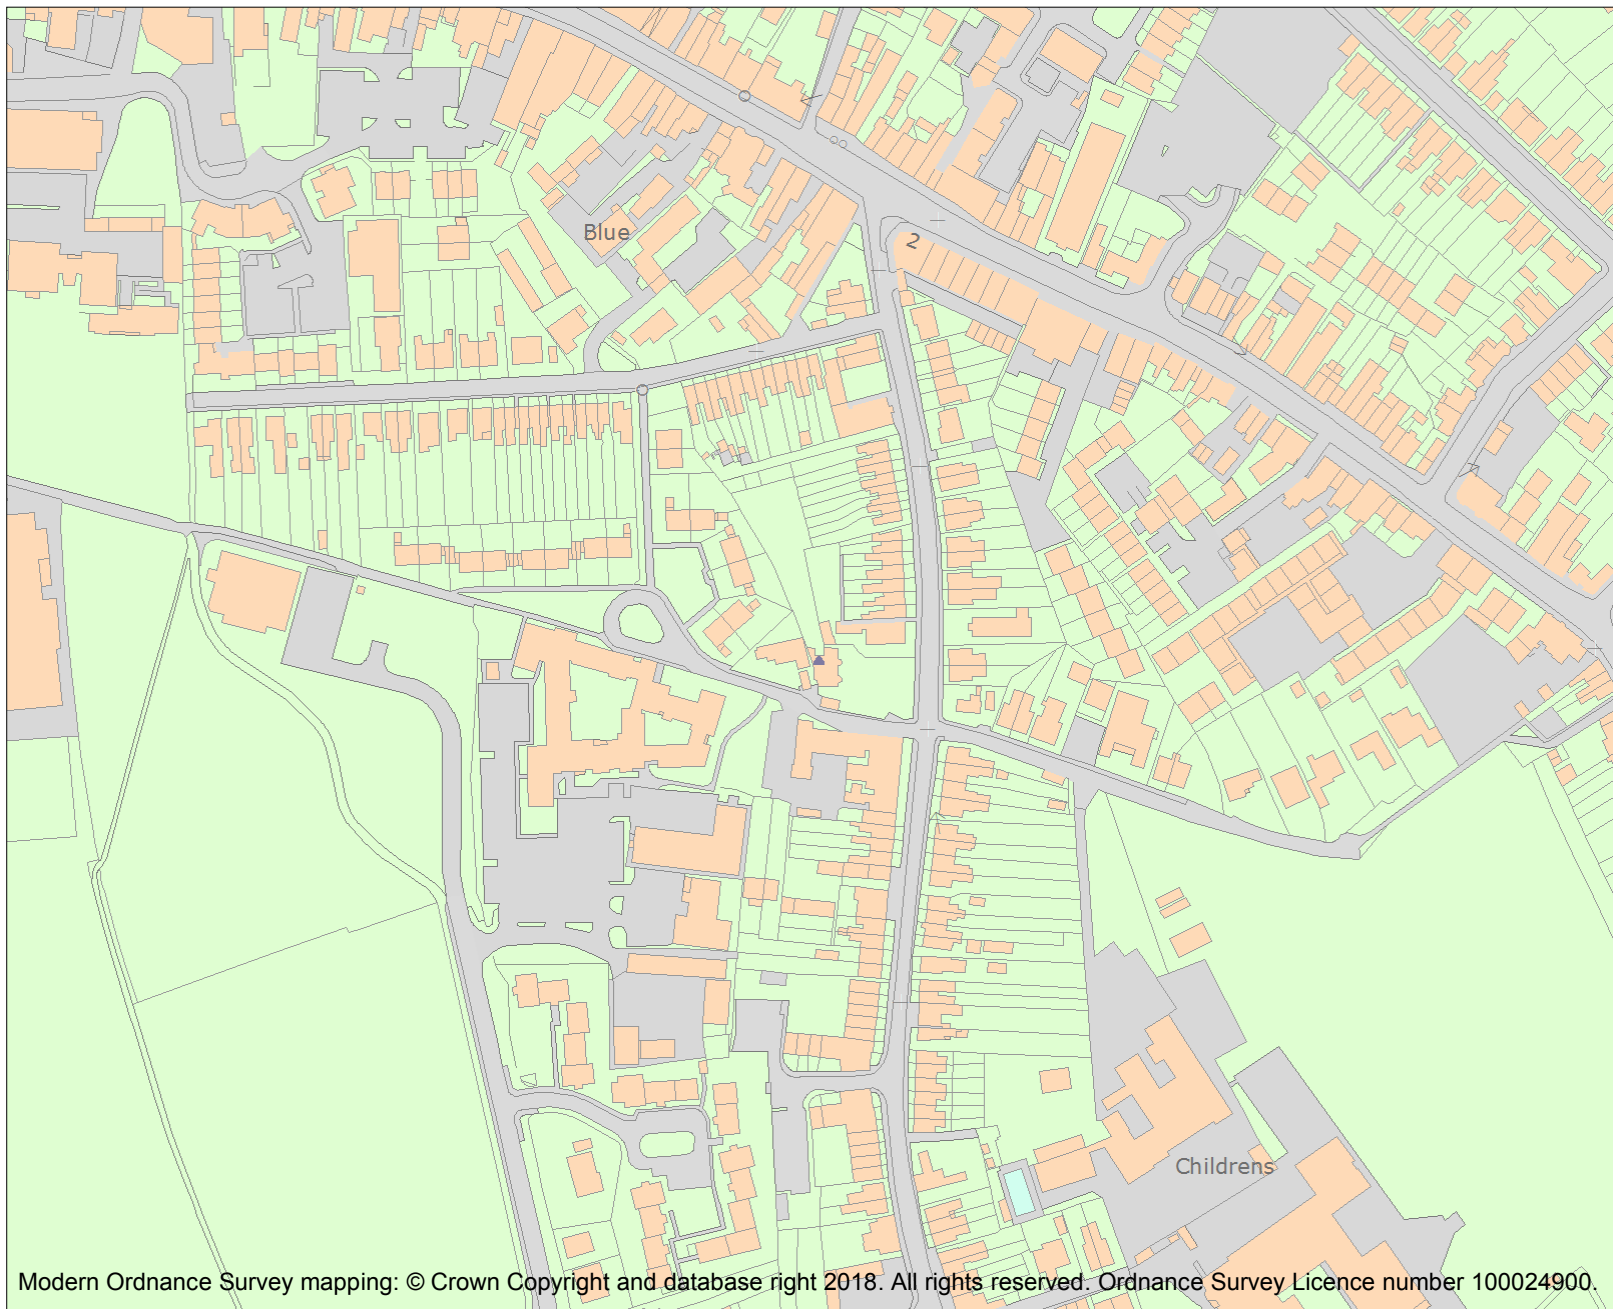 Blue
2
Childrens
Modern Ordnance Survey mapping: © Crown Copyright and database right 2018. All rights reserved. Ordnance Survey Licence number 100024900.